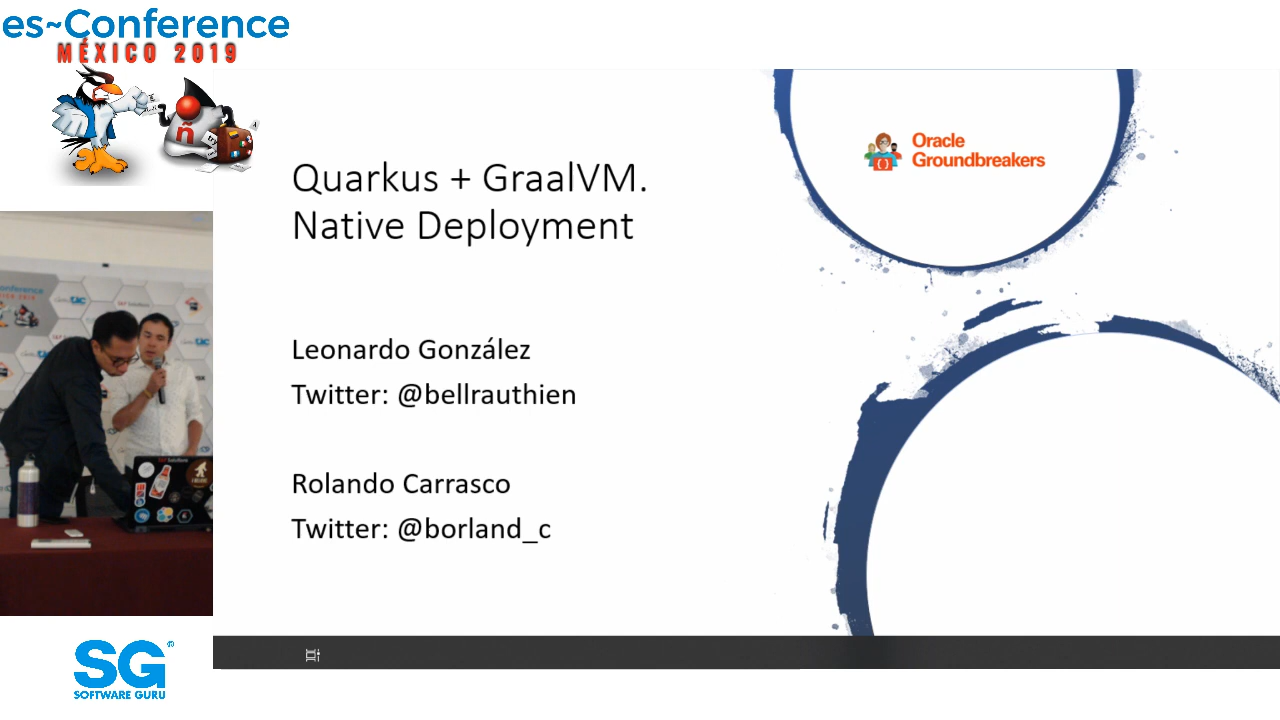 es~Conference
MÉXICO 2019
ñ
Oracle
Groundbreakers
Quarkus + GraalVM.
Native Deployment
Leonardo González
Twitter: @bellrauthien
Rolando Carrasco
Twitter: @borland_c
SG®
SOFTWARE GURU